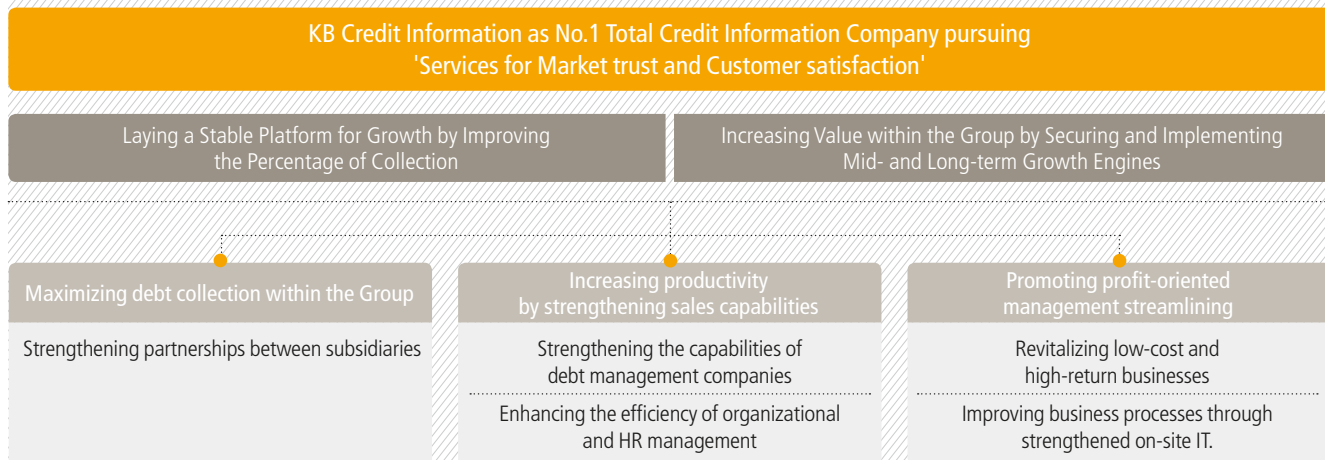 KB Credit Information as No.1 Total Credit Information Company pursuing
'Services for Market trust and Customer satisfaction'
Laying a Stable Platform for Growth by Improving
the Percentage of Collection
Increasing Value within the Group by Securing and Implementing
Mid- and Long-term Growth Engines
Maximizing debt collection within the Group
Strengthening partnerships between subsidiaries
Increasing productivity
by strengthening sales capabilities
Strengthening the capabilities of
debt management companies
Enhancing the efficiency of organizational
and HR management
Promoting profit-oriented
management streamlining
Revitalizing low-cost and
high-return businesses
Improving business processes through
strengthened on-site IT.